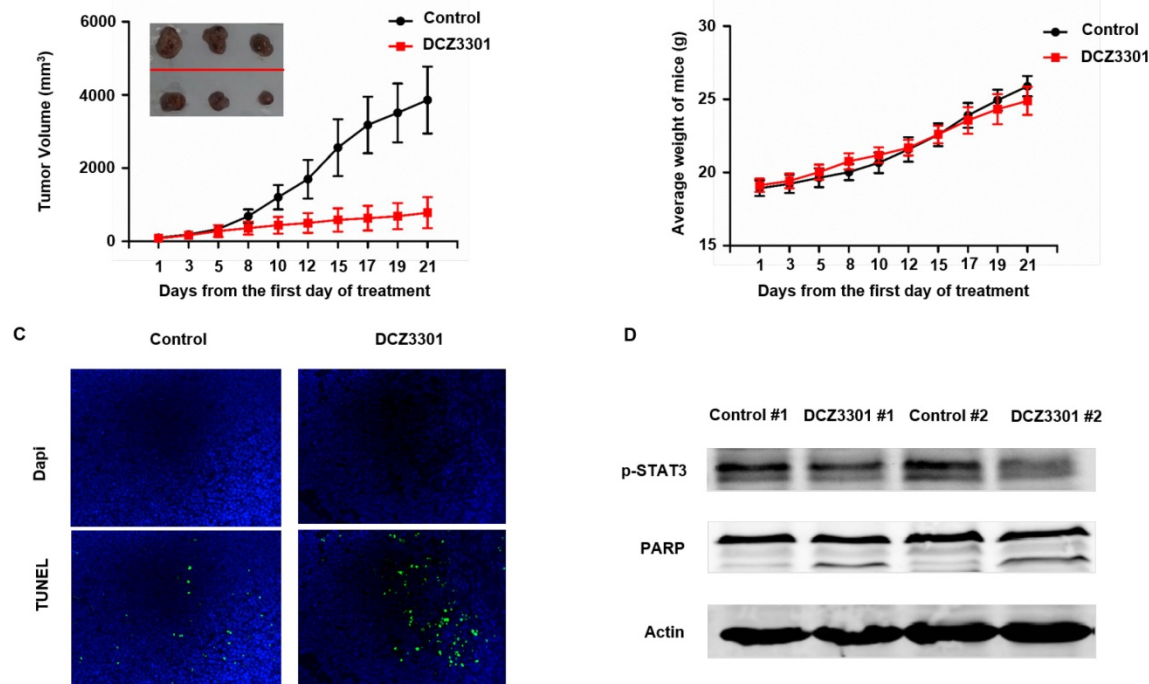 6000
4000
2000
0
Tumor Volume (mm³)
Control
DCZ3301
1 3 5 8 10 12 15 17 19 21
Days from the first day of treatment
30
25
20
15
Average weight of mice (g)
Control
DCZ3301
1 3 5 8 10 12 15 17 19 21
Days from the first day of treatment
C
Control DCZ3301
Dapi
TUNEL
D
Control #1 DCZ3301 #1 Control #2 DCZ3301 #2
p-STAT3
PARP
Actin